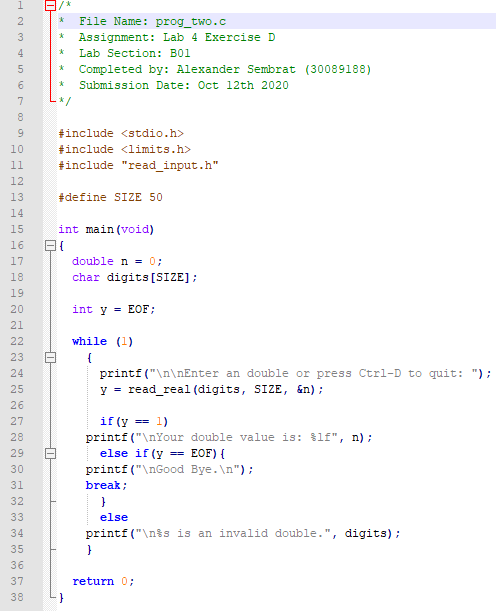 1 /*
2 *  File Name: prog_two.c
3 *  Assignment: Lab 4 Exercise D
4 *  Lab Section: B01
5 *  Completed by: Alexander Sembrat (30089188)
6 *  Submission Date: Oct 12th 2020
7 */
8
9 #include <stdio.h>
10 #include <limits.h>
11 #include "read_input.h"
12
13 #define SIZE 50
14
15 int main(void)
16 {
17   double n = 0;
18   char digits[SIZE];
19
20   int y = EOF;
21
22   while (1)
23     {
24       printf("\n\nEnter an double or press Ctrl-D to quit: ");
25       y = read_real(digits, SIZE, &n);
26
27       if(y == 1)
28     printf("\nYour double value is: %lf", n);
29       else if(y == EOF){
30     printf("\nGood Bye.\n");
31     break;
32       }
33       else
34     printf("\n%s is an invalid double.", digits);
35     }
36
37   return 0;
38 }